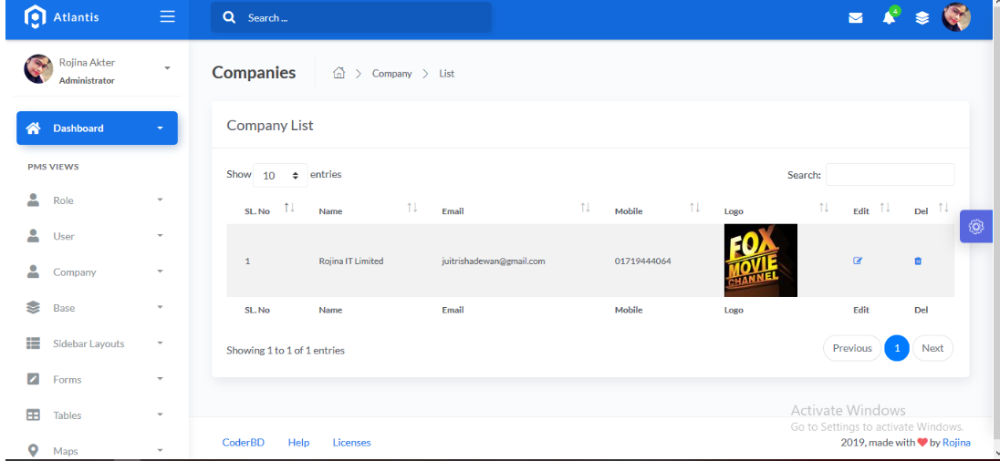 Atlantis
Search ...
4
Rojina Akter
Administrator
Dashboard
PMS VIEWS
Role
User
Company
Base
Sidebar Layouts
Forms
Tables
Maps
Companies > Company > List
Company List
Show 10 entries
Search:
SL. No Name Email Mobile Logo Edit Del
1 Rojina IT Limited juitrishadewan@gmail.com 01719444064 FOX MOVIE CHANNEL
SL. No Name Email Mobile Logo Edit Del
Showing 1 to 1 of 1 entries
Previous 1 Next
Activate Windows
Go to Settings to activate Windows.
CoderBD Help Licenses
2019, made with ❤ by Rojina